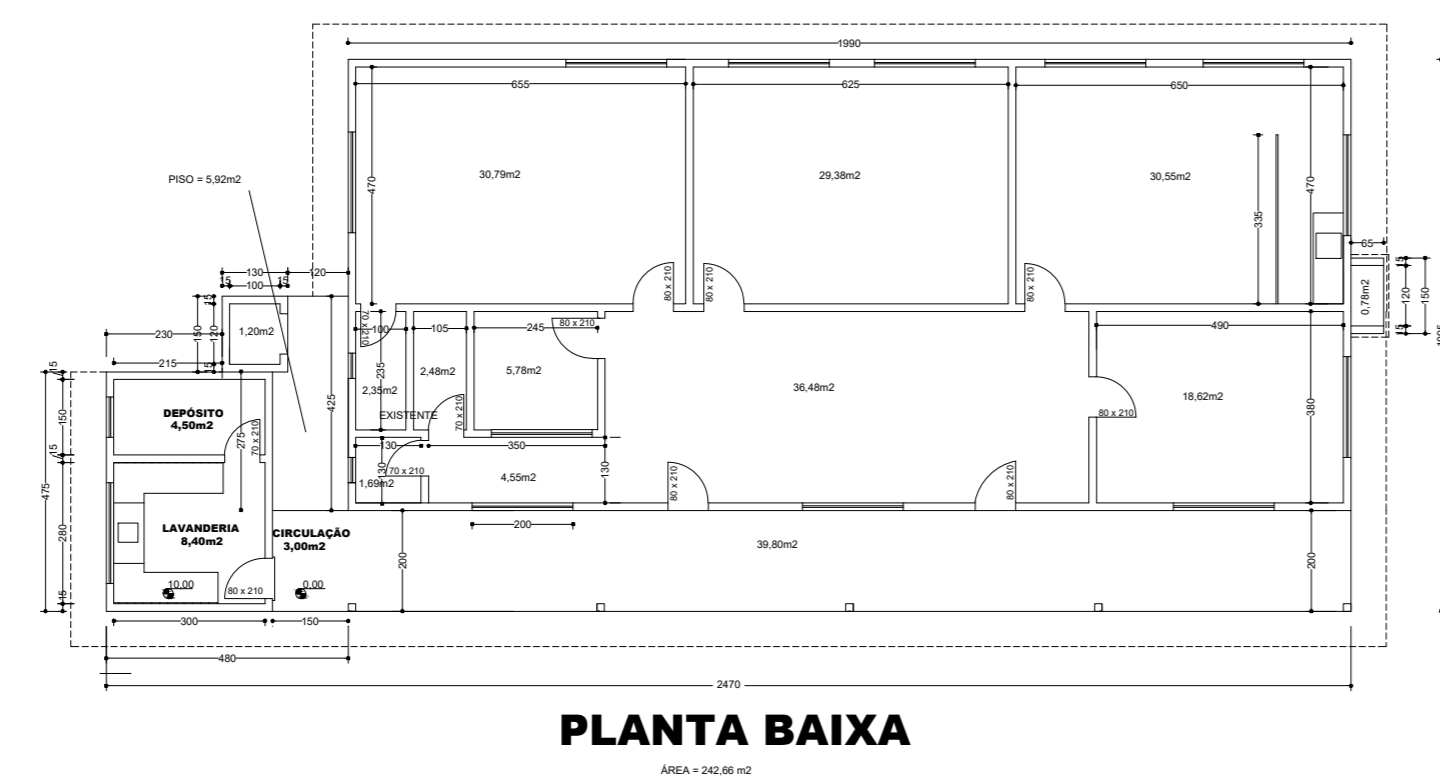 1990
655
625
650
470
30,79m2
29,38m2
30,55m2
470
335
PISO = 5,92m2
65
130
120
15
100
15
15
150
120
15
1,20m2
230
215
425
80 x 210
80 x 210
80 x 210
15
120
15
150
0,78m2
70 x 210
100
105
245
80 x 210
490
235
2,35m2
2,48m2
5,78m2
36,48m2
18,62m2
380
80 x 210
EXISTENTE
70 x 210
15
150
15
475
280
15
DEPÓSITO
4,50m2
70 x 210
275
130
350
130
70 x 210
1,69m2
4,55m2
130
80 x 210
80 x 210
LAVANDERIA
8,40m2
CIRCULAÇÃO
3,00m2
200
200
39,80m2
200
10.00
80 x 210
0.00
300
150
480
2470
PLANTA BAIXA
ÁREA = 242,66 m2